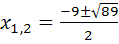 x₁,₂ = (-9±√89)/2